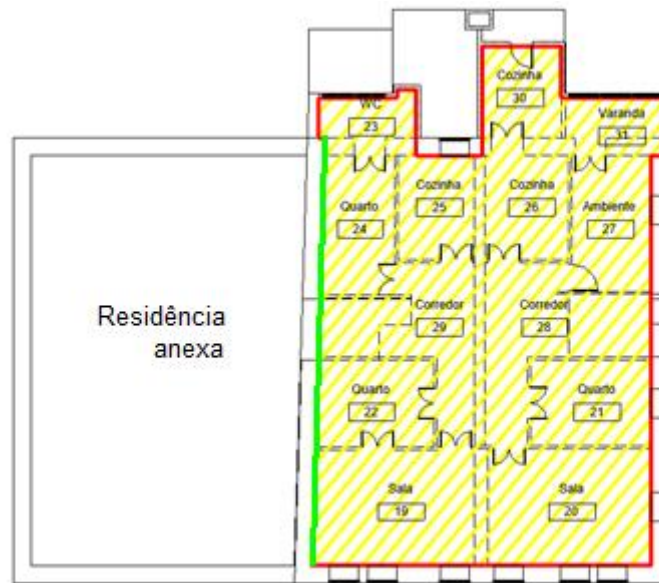 Cozinha
30
WC
23
Varanda
31
Quarto
24
Cozinha
25
Cozinha
26
Ambiente
27
Residência
anexa
Corredor
29
Corredor
28
Quarto
22
Quarto
21
Sala
19
Sala
20